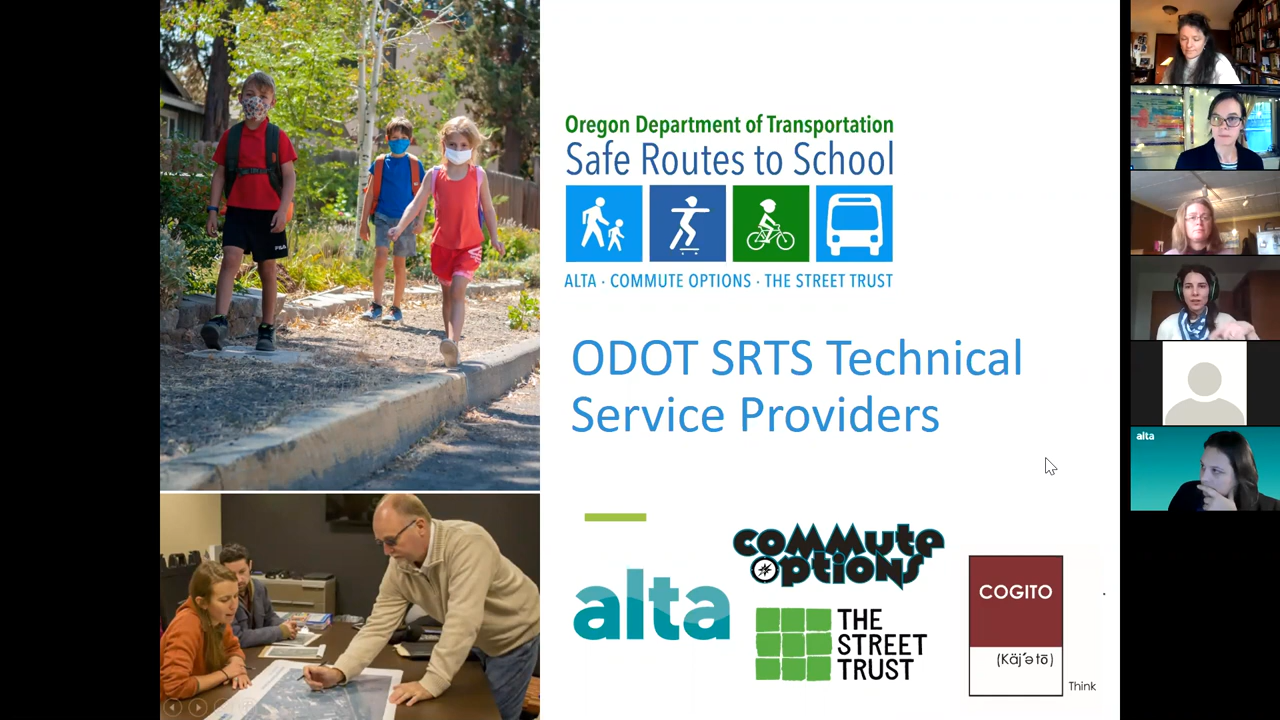 Oregon Department of Transportation
Safe Routes to School
ALTA · COMMUTE OPTIONS · THE STREET TRUST
ODOT SRTS Technical
Service Providers
commute
options
alta
THE
STREET
TRUST
COGITO
(Käj′ə tō)
Think
FILA
alta